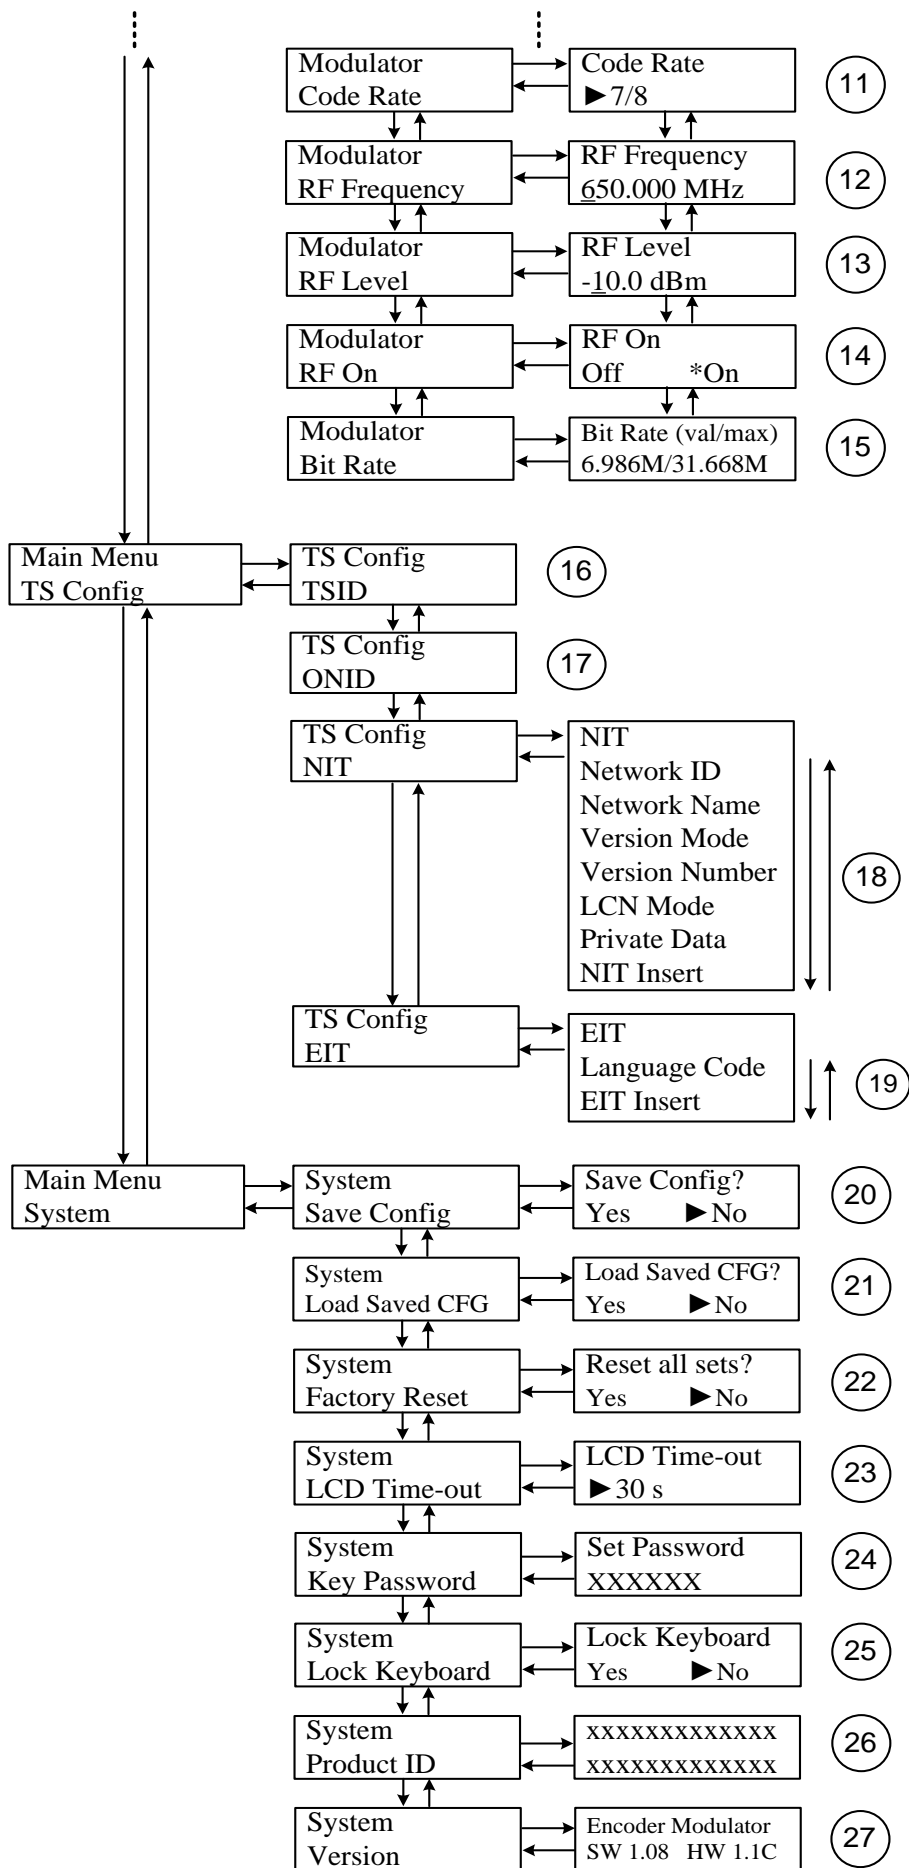 Modulator
Code Rate
Code Rate
▶7/8
11
Modulator
RF Frequency
RF Frequency
650.000 MHz
12
Modulator
RF Level
RF Level
-10.0 dBm
13
Modulator
RF On
RF On
Off *On
14
Modulator
Bit Rate
Bit Rate (val/max)
6.986M/31.668M
15
Main Menu
TS Config
TS Config
TSID
16
TS Config
ONID
17
TS Config
NIT
NIT
Network ID
Network Name
Version Mode
Version Number
LCN Mode
Private Data
NIT Insert
18
TS Config
EIT
EIT
Language Code
EIT Insert
19
Main Menu
System
System
Save Config
Save Config?
Yes ▶No
20
System
Load Saved CFG
Load Saved CFG?
Yes ▶No
21
System
Factory Reset
Reset all sets?
Yes ▶No
22
System
LCD Time-out
LCD Time-out
▶30 s
23
System
Key Password
Set Password
XXXXXX
24
System
Lock Keyboard
Lock Keyboard
Yes ▶No
25
System
Product ID
xxxxxxxxxxxxx
xxxxxxxxxxxxx
26
System
Version
Encoder Modulator
SW 1.08 HW 1.1C
27